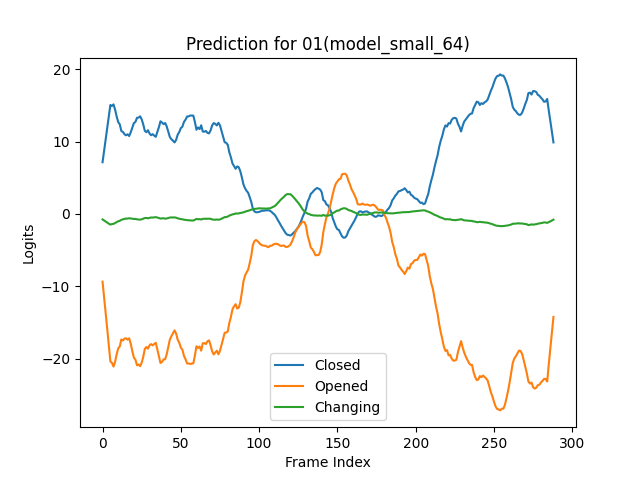 Prediction for 01(model_small_64)
20
10
0
−10
−20
Logits
0
50
100
150
200
250
300
Frame Index
Closed
Opened
Changing